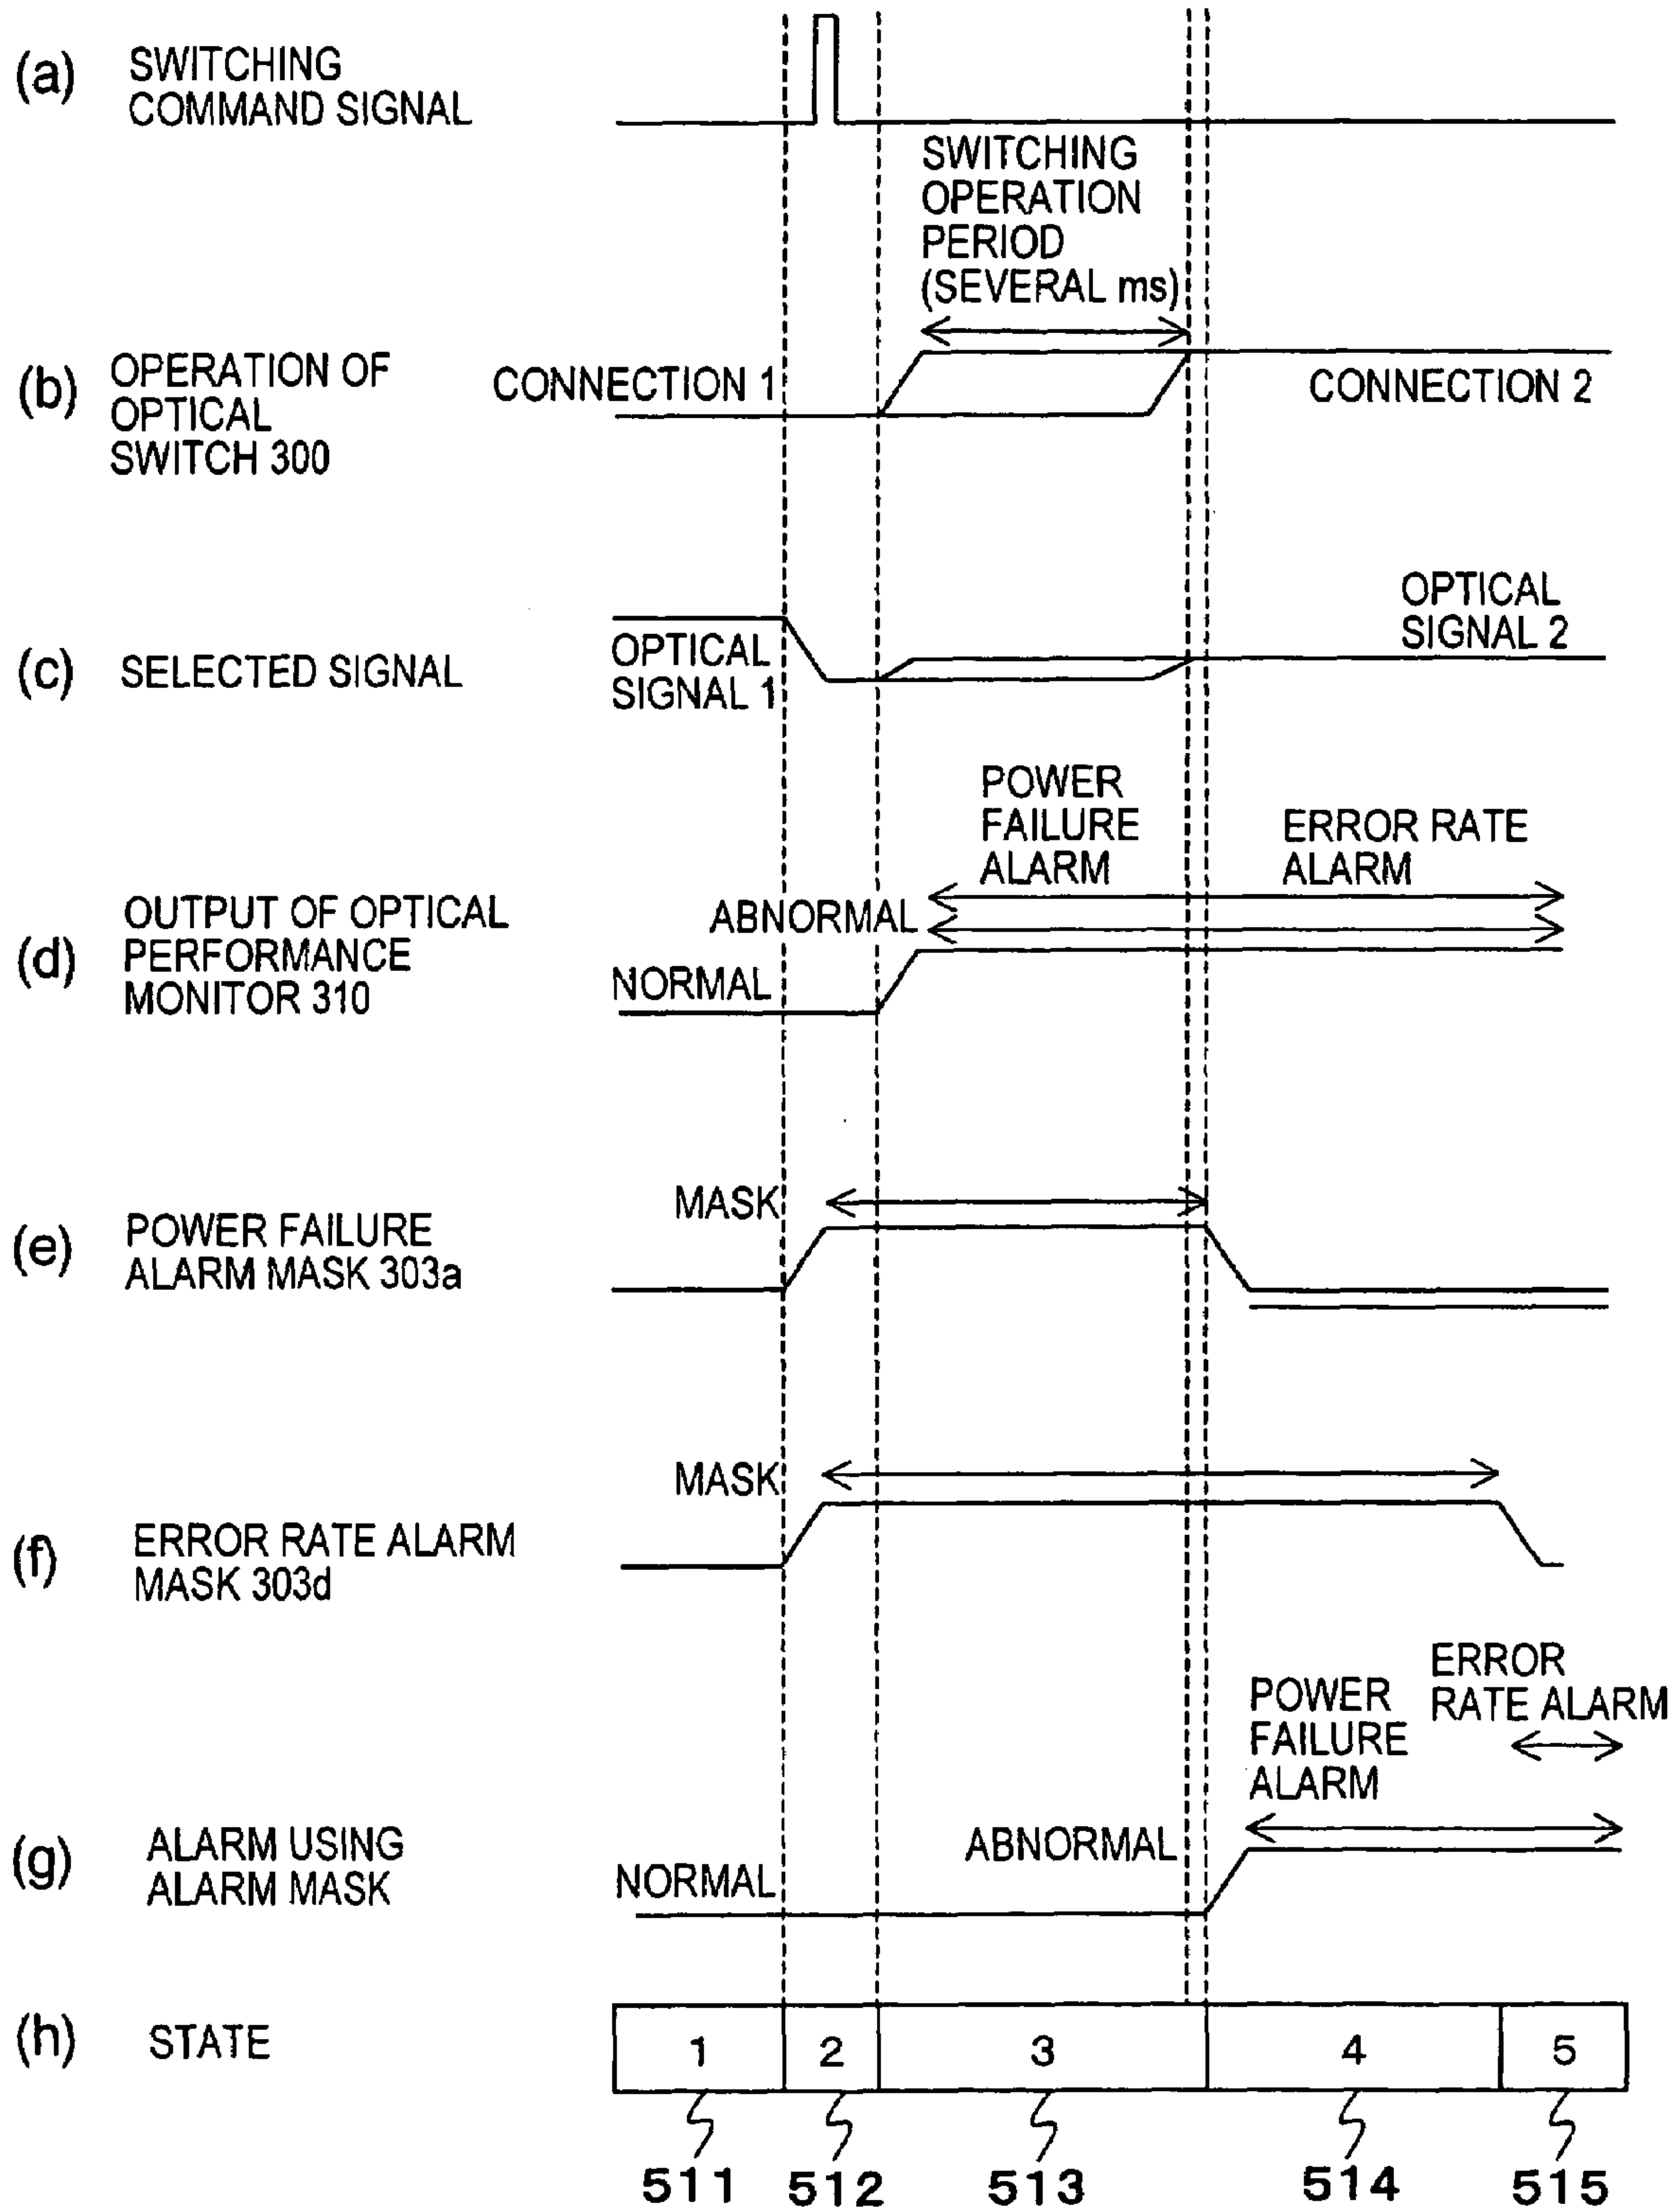 (a) SWITCHING
COMMAND SIGNAL
SWITCHING
OPERATION
PERIOD
(SEVERAL ms)
(b) OPERATION OF
OPTICAL
SWITCH 300
CONNECTION 1
CONNECTION 2
(c) SELECTED SIGNAL
OPTICAL
SIGNAL 1
OPTICAL
SIGNAL 2
(d) OUTPUT OF OPTICAL
PERFORMANCE
MONITOR 310
NORMAL
ABNORMAL
POWER
FAILURE
ALARM
ERROR RATE
ALARM
(e) POWER FAILURE
ALARM MASK 303a
MASK
(f) ERROR RATE ALARM
MASK 303d
MASK
(g) ALARM USING
ALARM MASK
NORMAL
ABNORMAL
POWER
FAILURE
ALARM
ERROR
RATE ALARM
(h) STATE
1 2 3 4 5
511 512 513 514 515